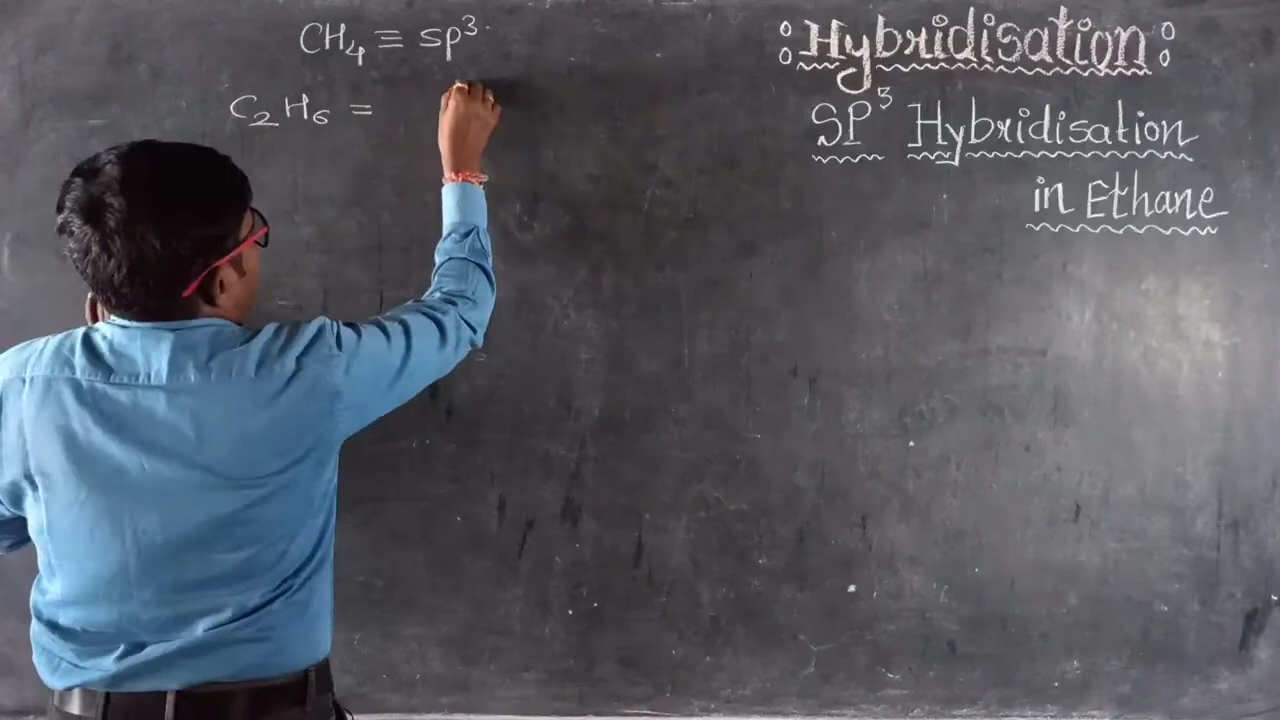 CH₄ ≡ sp³
C₂H₆ =
Hybridisation
SP³ Hybridisation
in Ethane